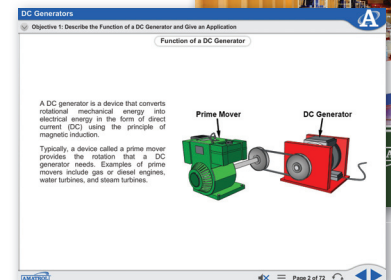 DC Generators
Objective 1: Describe the Function of a DC Generator and Give an Application
Function of a DC Generator
A DC generator is a device that converts
rotational mechanical energy into
electrical energy in the form of direct
current (DC) using the principle of
magnetic induction.
Typically, a device called a prime mover
provides the rotation that a DC
generator needs. Examples of prime
movers include gas or diesel engines,
water turbines, and steam turbines.
Prime Mover
DC Generator
AMATROL
Page 2 of 72